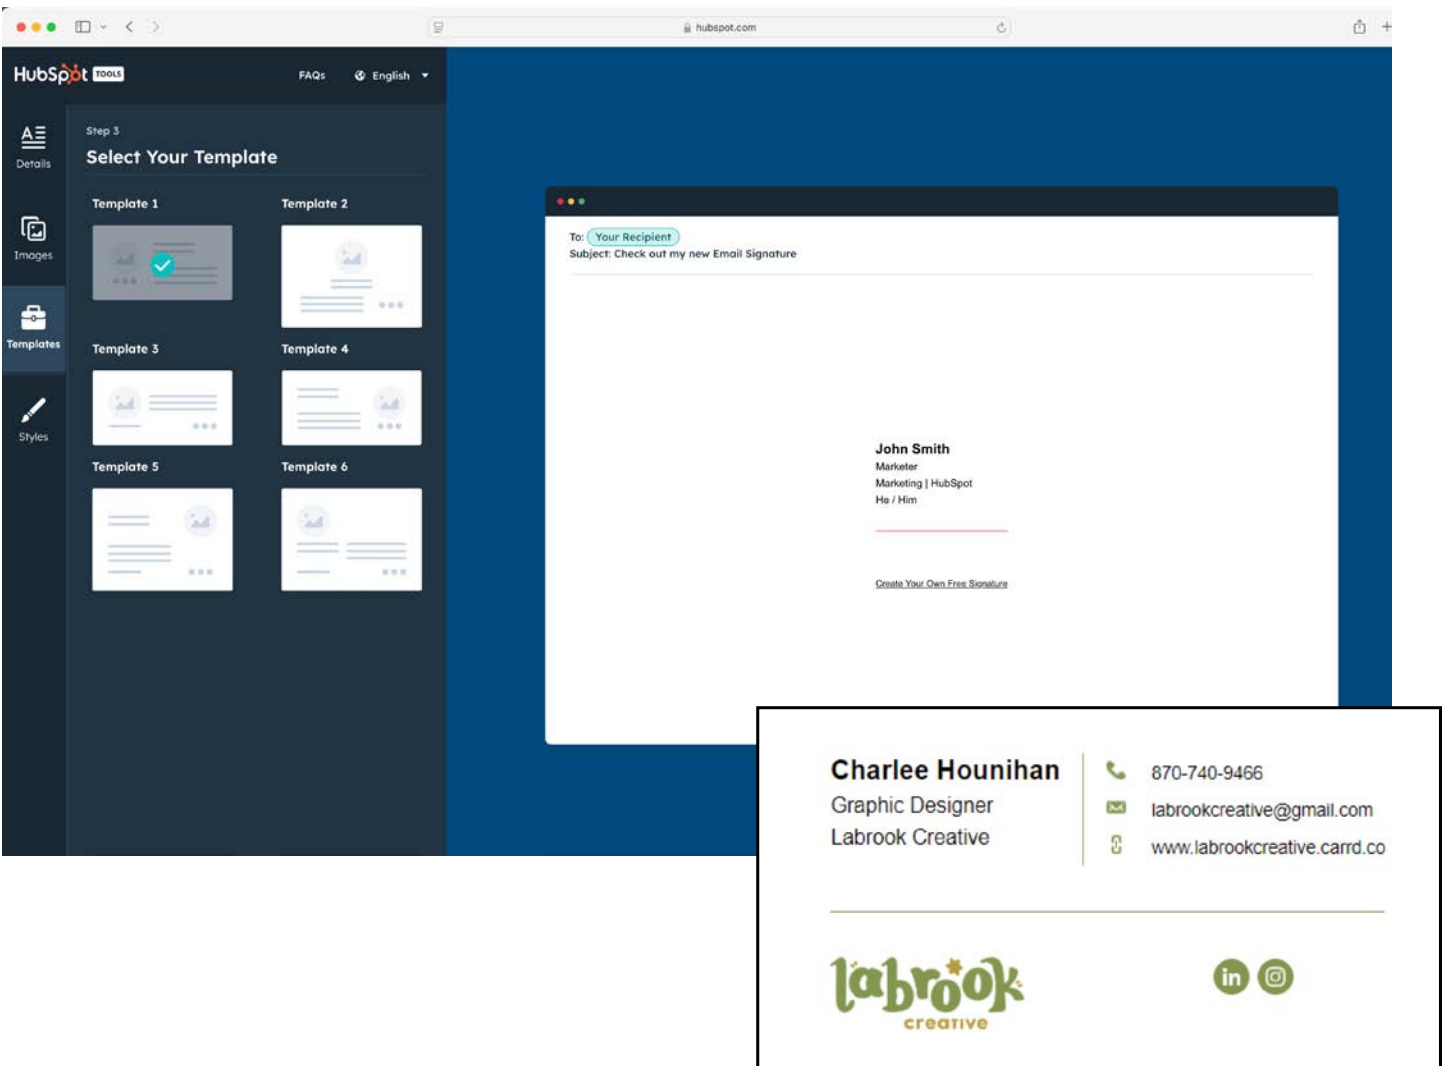 hubspot.com
HubSpot TOOLS
FAQs
English
Details
Images
Templates
Styles
Step 3
Select Your Template
Template 1
Template 2
Template 3
Template 4
Template 5
Template 6
To: Your Recipient
Subject: Check out my new Email Signature
John Smith
Marketer
Marketing | HubSpot
He / Him
Create Your Own Free Signature
Charlee Hounihan
Graphic Designer
Labrook Creative
870-740-9466
labrookcreative@gmail.com
www.labrookcreative.carrd.co
labrook
creative
in